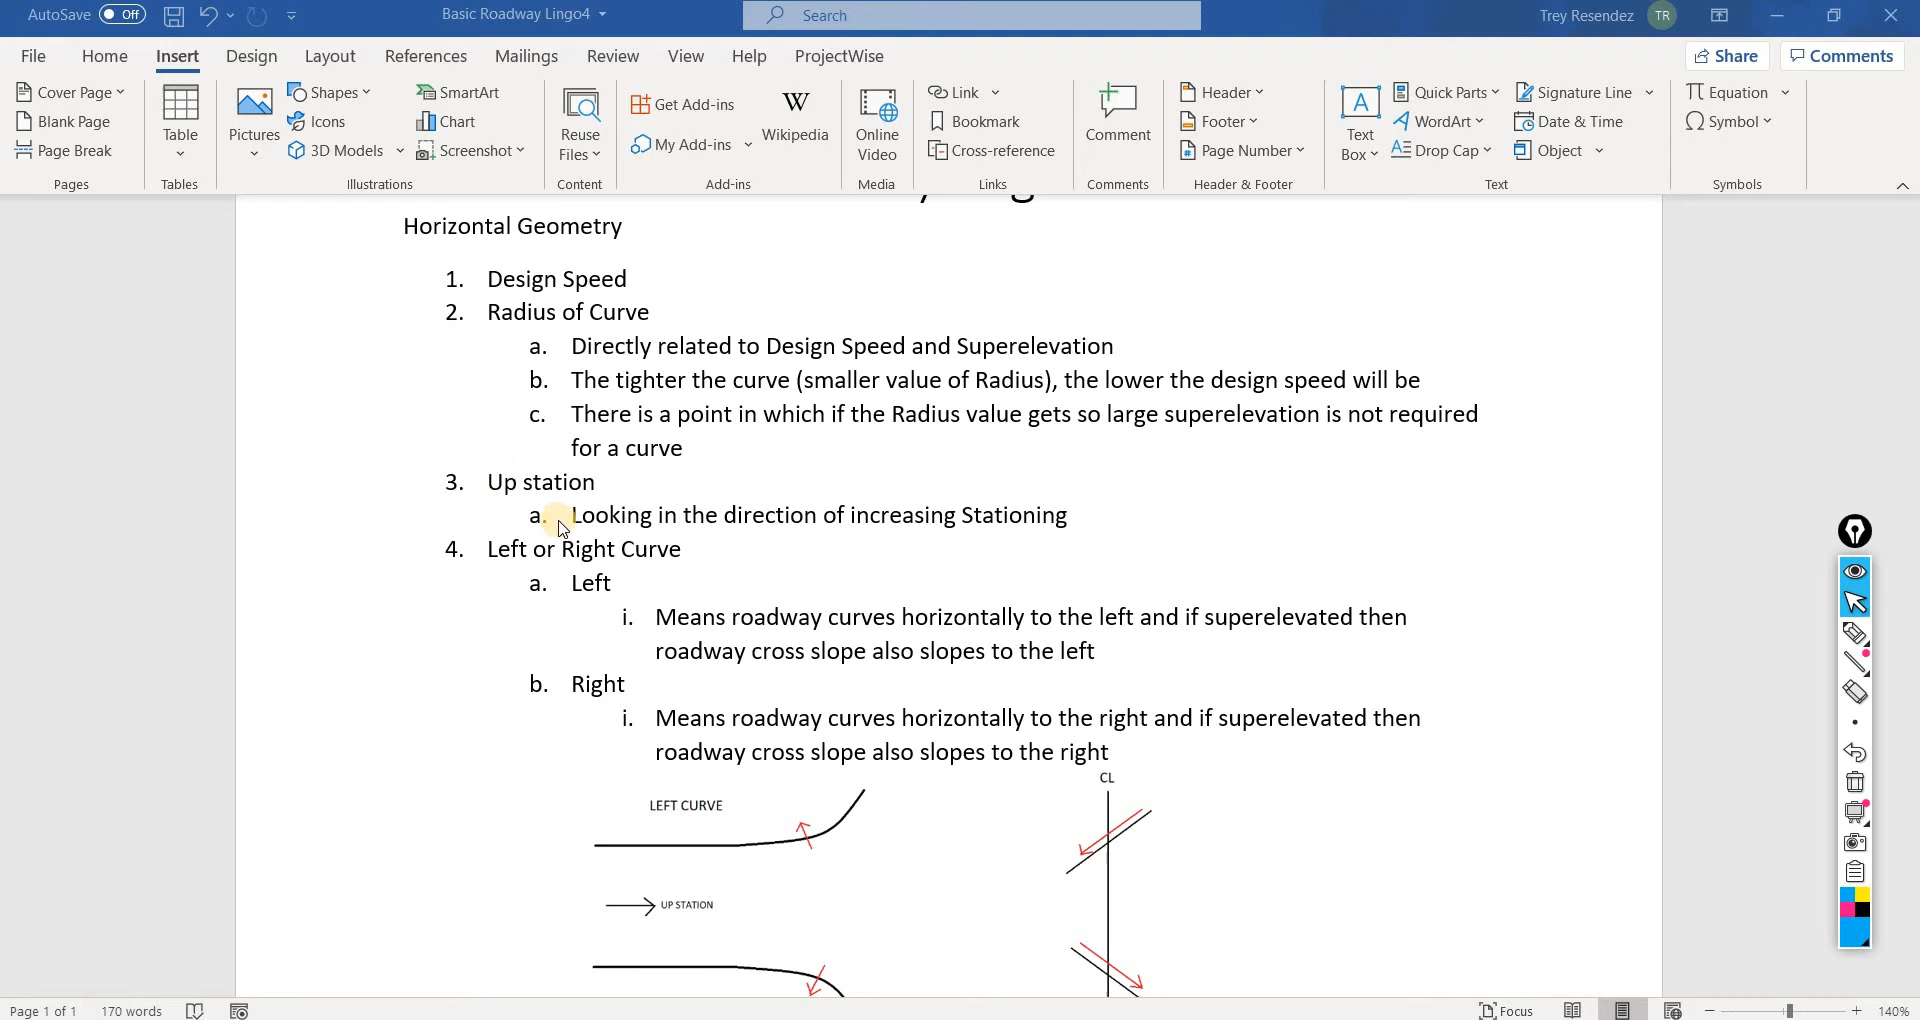 AutoSave Off Basic Roadway Lingo4 Search Trey Resendez TR
File Home Insert Design Layout References Mailings Review View Help ProjectWise Share Comments
Cover Page
Blank Page
Page Break
Pages
Table
Tables
Pictures
Shapes
Icons
3D Models
SmartArt
Chart
Screenshot
Illustrations
Reuse
Files
Content
Get Add-ins
My Add-ins
W
Wikipedia
Add-ins
Online
Video
Media
Link
Bookmark
Cross-reference
Links
Comment
Comments
Header
Footer
Page Number
Header & Footer
Text
Box
Quick Parts
WordArt
Drop Cap
Signature Line
Date & Time
Object
Text
Equation
Symbol
Symbols
Horizontal Geometry
1. Design Speed
2. Radius of Curve
a. Directly related to Design Speed and Superelevation
b. The tighter the curve (smaller value of Radius), the lower the design speed will be
c. There is a point in which if the Radius value gets so large superelevation is not required
for a curve
3. Up station
a. Looking in the direction of increasing Stationing
4. Left or Right Curve
a. Left
i. Means roadway curves horizontally to the left and if superelevated then
roadway cross slope also slopes to the left
b. Right
i. Means roadway curves horizontally to the right and if superelevated then
roadway cross slope also slopes to the right
CL
LEFT CURVE
UP STATION
Page 1 of 1 170 words Focus 140%